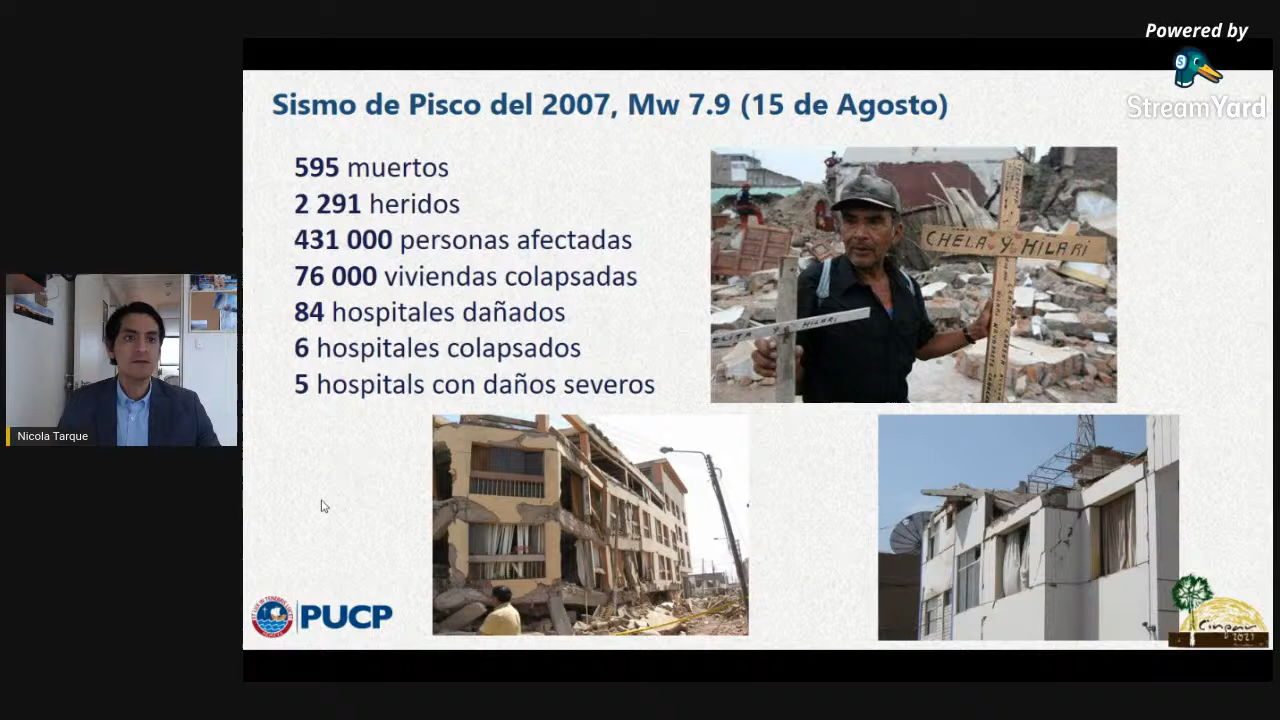 Powered by
StreamYard
Sismo de Pisco del 2007, Mw 7.9 (15 de Agosto)
595 muertos
2 291 heridos
431 000 personas afectadas
76 000 viviendas colapsadas
84 hospitales dañados
6 hospitales colapsados
5 hospitals con daños severos
CHELA Y HILARI
Y HILARI
Nicola Tarque
PUCP
2021